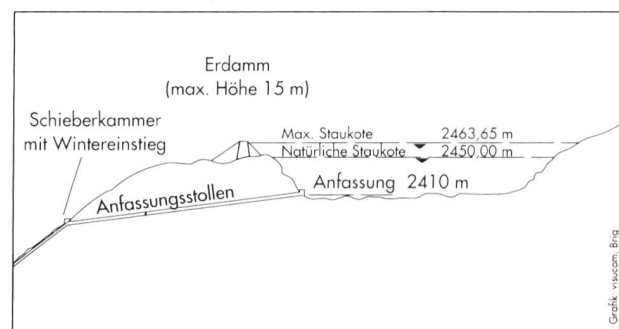 Erdamm
(max. Höhe 15 m)
Schieberkammer
mit Wintereinstieg
Max. Staukote 2463,65 m
Natürliche Staukote 2450,00 m
Anfassungsstollen
Anfassung 2410 m
Grafik: visucom, Brig